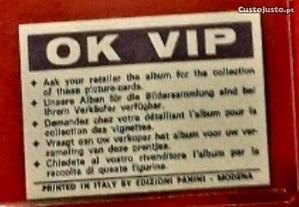 CustoJusto.pt
OK VIP
✦ Ask your retailer the album for the collection
of these picture-cards.
✦ Unsere Alben für die Bildersammlung sind bei
Ihrem Verkäufer verfügbar.
✦ Demandez chez votre détaillant l'album pour la
collection des vignettes.
✦ Vraagt aan uw verkoper het album voor uw ver-
zameling van deze prentjes.
✦ Chiedete al vostro rivenditore l'album per la
raccolta di queste figurine.
PRINTED IN ITALY BY EDIZIONI PANINI - MODENA